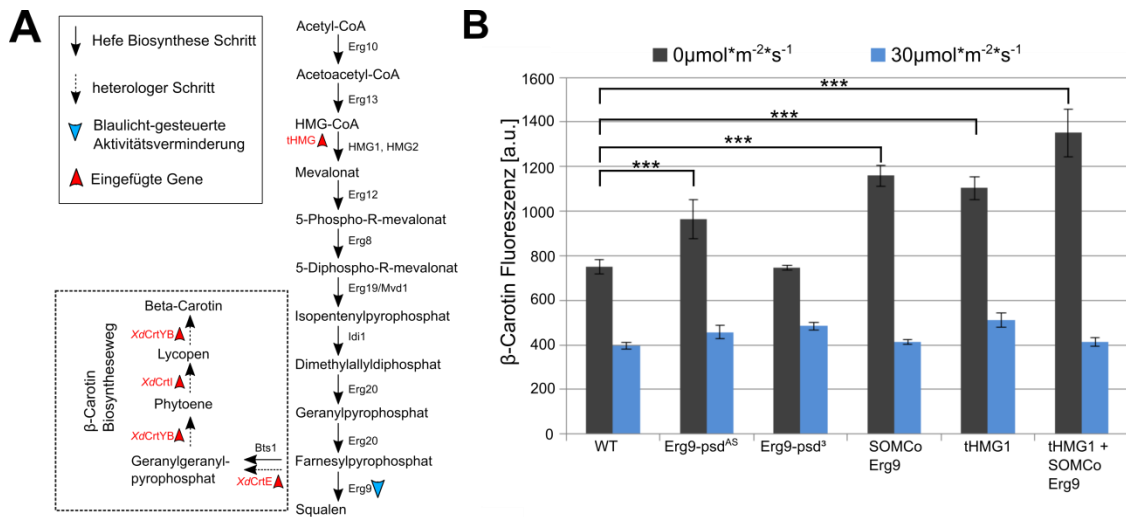 A
Hefe Biosynthese Schritt
heterologer Schritt
Blaulicht-gesteuerte
Aktivitätsverminderung
Eingefügte Gene
Acetyl-CoA
Erg10
Acetoacetyl-CoA
Erg13
HMG-CoA
tHMG
HMG1, HMG2
Mevalonat
Erg12
5-Phospho-R-mevalonat
Erg8
5-Diphospho-R-mevalonat
Erg19/Mvd1
Isopentenylpyrophosphat
Idi1
Dimethylallyldiphosphat
Erg20
Geranylpyrophosphat
Erg20
Farnesylpyrophosphat
Erg9
Squalen
β-Carotin
Biosyntheseweg
Beta-Carotin
XdCrtYB
Lycopen
XdCrtI
Phytoene
XdCrtYB
Geranylgeranyl-
pyrophosphat
Bts1
XdCrtE
B
0µmol*m⁻²*s⁻¹ 30µmol*m⁻²*s⁻¹
β-Carotin Fluoreszenz [a.u.]
1600
1400
1200
1000
800
600
400
200
0
***
***
***
***
WT
Erg9-psdᴬˢ
Erg9-psd³
SOMCo
Erg9
tHMG1
tHMG1 +
SOMCo
Erg9